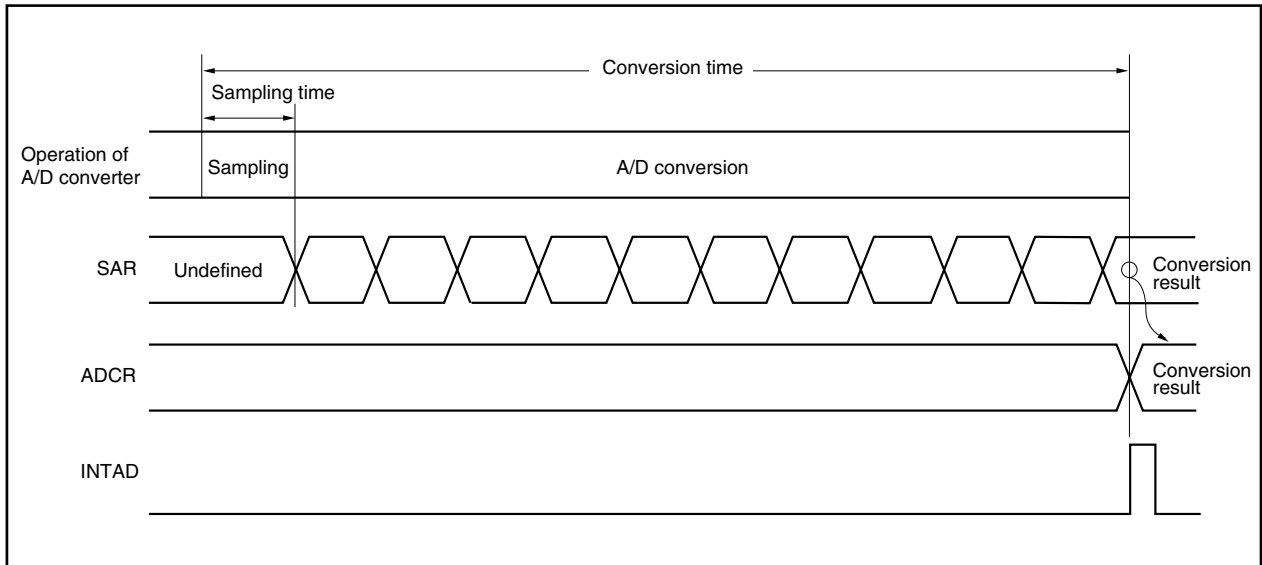 Conversion time
Sampling time
Operation of
A/D converter
Sampling
A/D conversion
SAR
Undefined
Conversion
result
ADCR
Conversion
result
INTAD